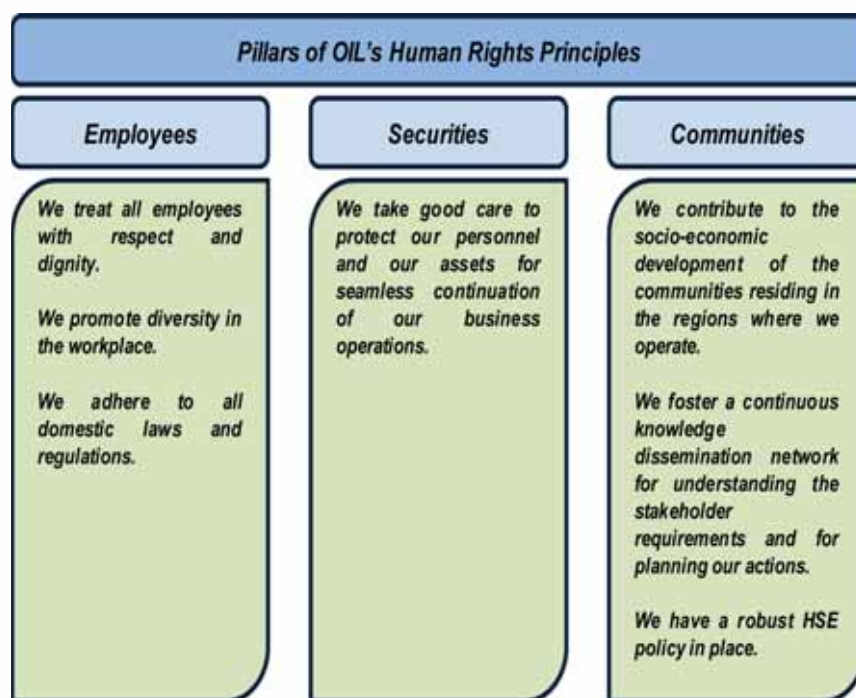 Pillars of OIL's Human Rights Principles
Employees
We treat all employees
with respect and
dignity.
We promote diversity in
the workplace.
We adhere to all
domestic laws and
regulations.
Securities
We take good care to
protect our personnel
and our assets for
seamless continuation
of our business
operations.
Communities
We contribute to the
socio-economic
development of the
communities residing in
the regions where we
operate.
We foster a continuous
knowledge
dissemination network
for understanding the
stakeholder
requirements and for
planning our actions.
We have a robust HSE
policy in place.